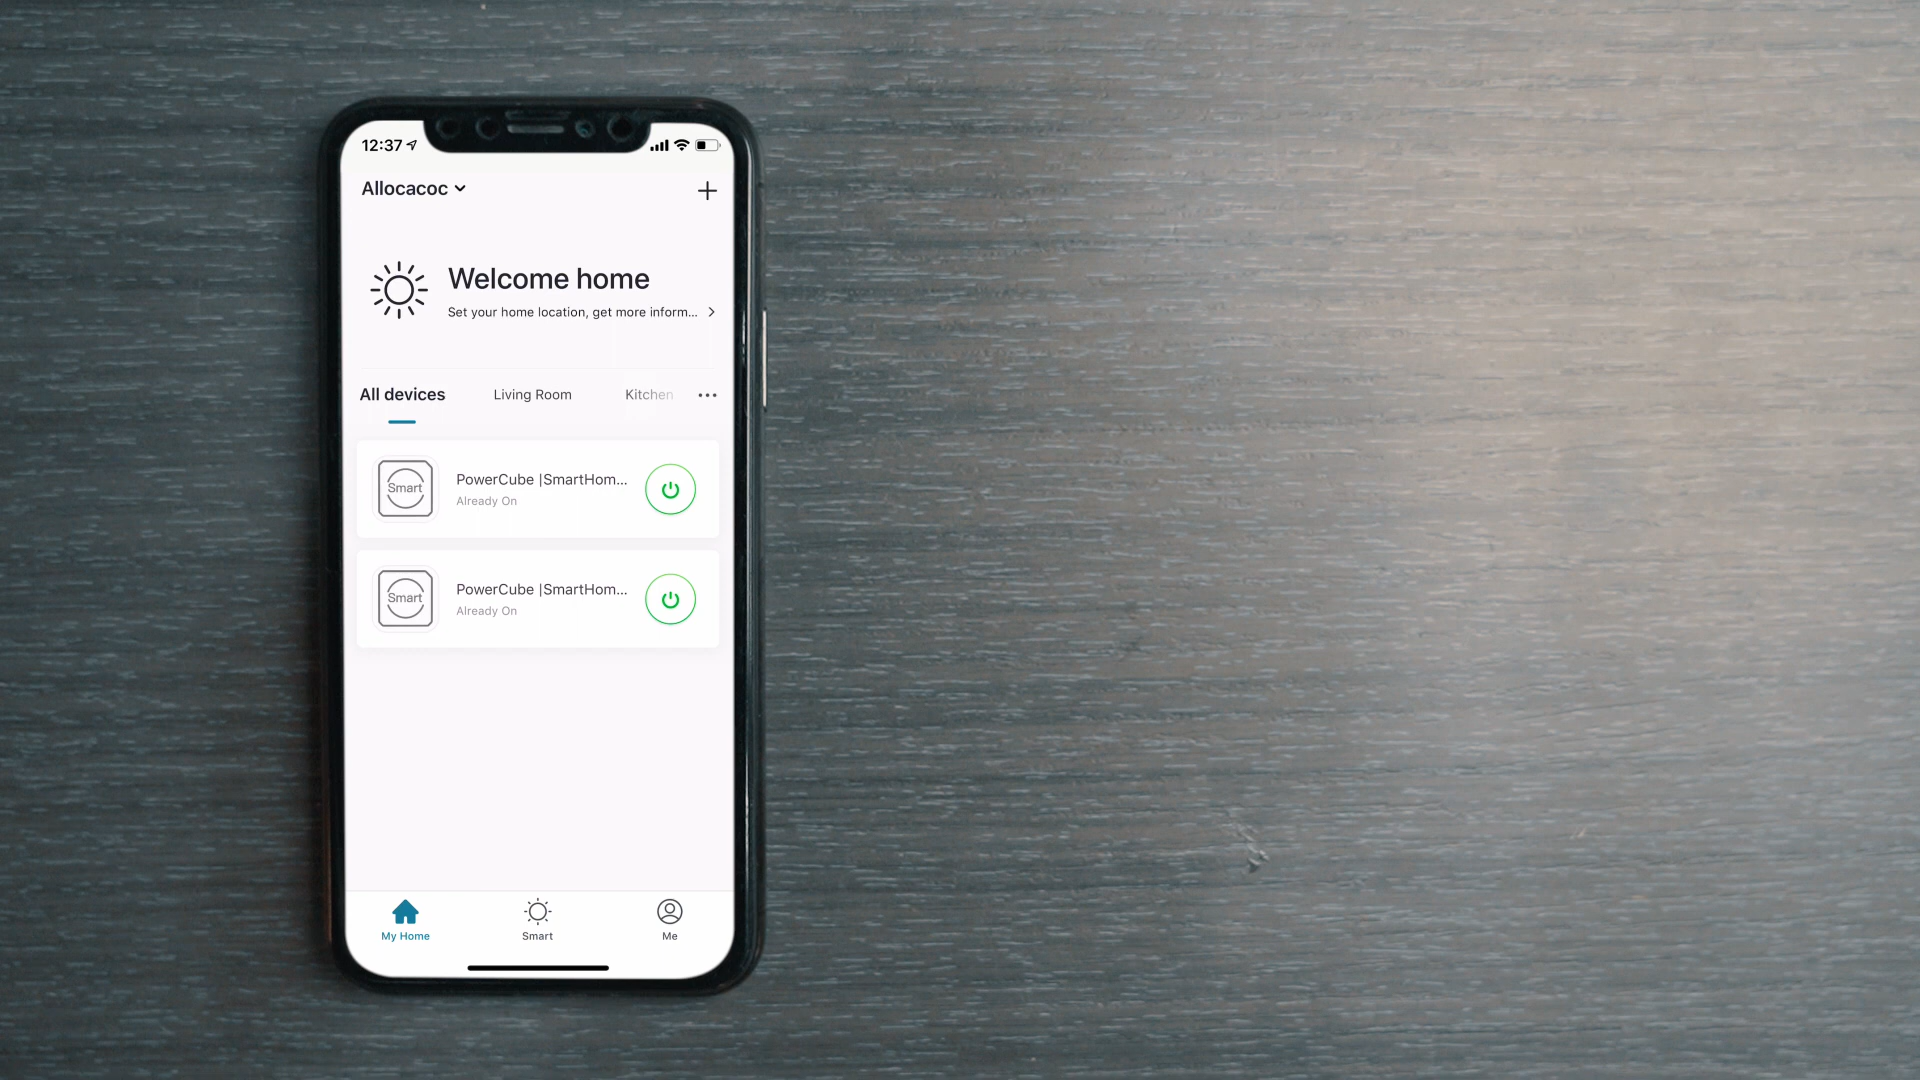 12:37
Allocacoc
Welcome home
Set your home location, get more inform...
All devices
Living Room
Kitchen
Smart
PowerCube |SmartHom...
Already On
Smart
PowerCube |SmartHom...
Already On
My Home
Smart
Me